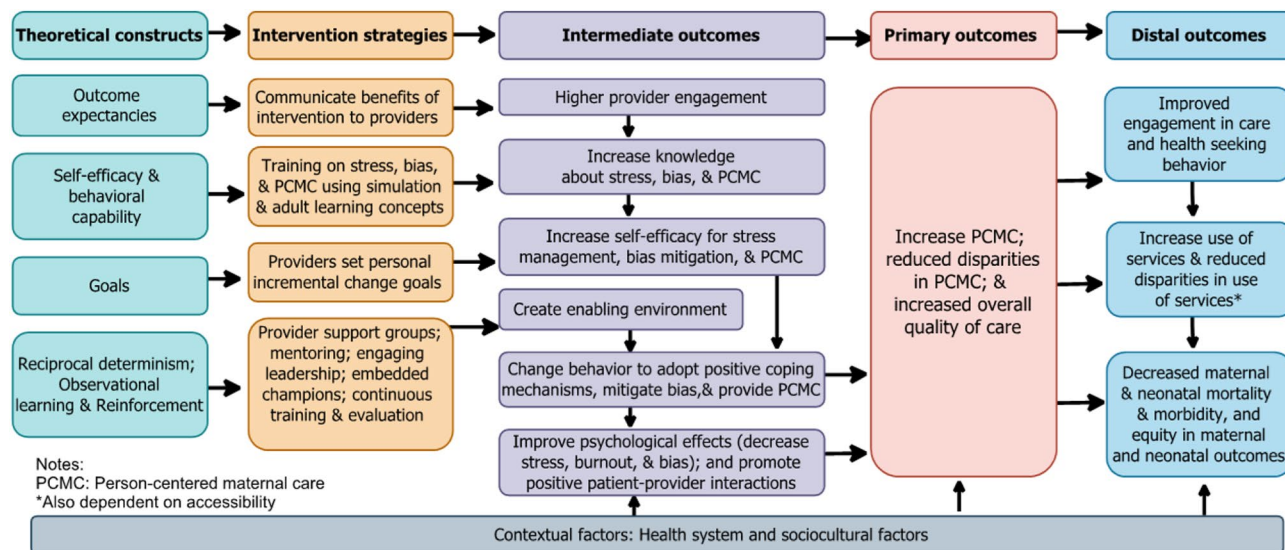 Theoretical constructs
Intervention strategies
Intermediate outcomes
Primary outcomes
Distal outcomes
Outcome
expectancies
Communicate benefits of
intervention to providers
Higher provider engagement
Self-efficacy &
behavioral
capability
Training on stress, bias,
& PCMC using simulation
& adult learning concepts
Increase knowledge
about stress, bias, & PCMC
Goals
Providers set personal
incremental change goals
Increase self-efficacy for stress
management, bias mitigation, & PCMC
Reciprocal determinism;
Observational
learning & Reinforcement
Provider support groups;
mentoring; engaging
leadership; embedded
champions; continuous
training & evaluation
Create enabling environment
Change behavior to adopt positive coping
mechanisms, mitigate bias,& provide PCMC
Improve psychological effects (decrease
stress, burnout, & bias); and promote
positive patient-provider interactions
Increase PCMC;
reduced disparities
in PCMC; &
increased overall
quality of care
Improved
engagement in care
and health seeking
behavior
Increase use of
services & reduced
disparities in use
of services*
Decreased maternal
& neonatal mortality
& morbidity, and
equity in maternal
and neonatal outcomes
Notes:
PCMC: Person-centered maternal care
*Also dependent on accessibility
Contextual factors: Health system and sociocultural factors